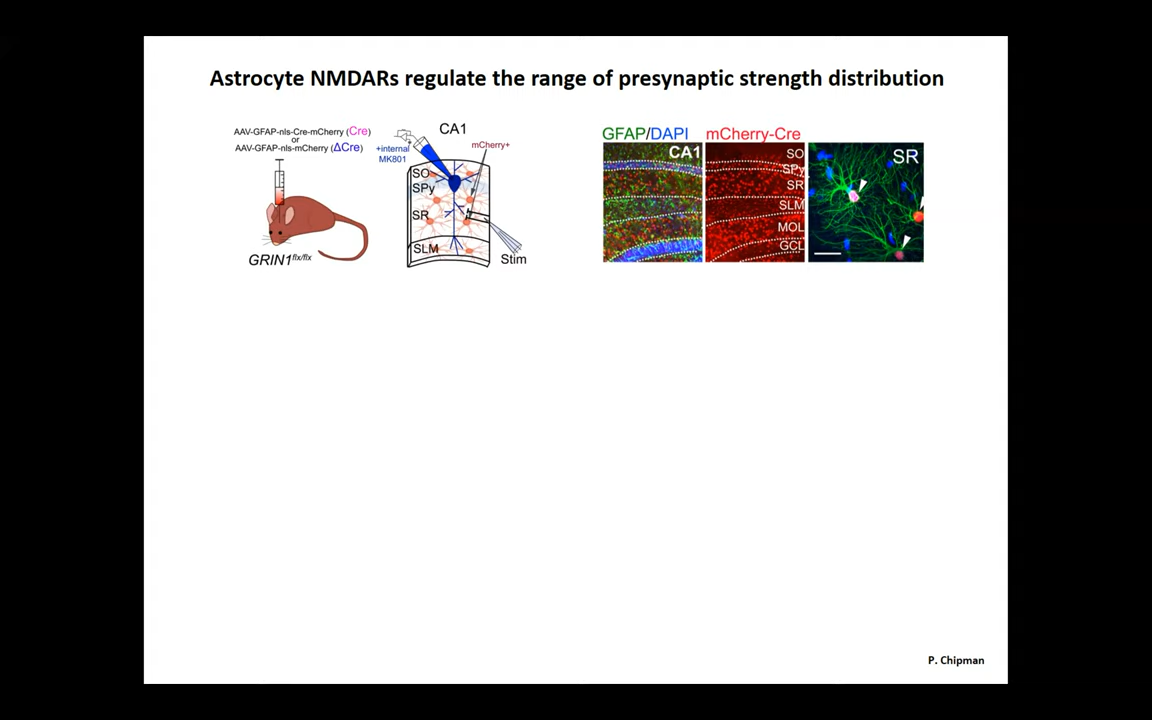 Astrocyte NMDARs regulate the range of presynaptic strength distribution
AAV-GFAP-nls-Cre-mCherry (Cre)
or
AAV-GFAP-nls-mCherry (ΔCre)
GRIN1flx/flx
CA1
+internal
MK801
mCherry+
SO
SPy
SR
SLM
Stim
GFAP/DAPI
mCherry-Cre
CA1
SO
SPy
SR
SLM
MOL
GCL
SR
P. Chipman